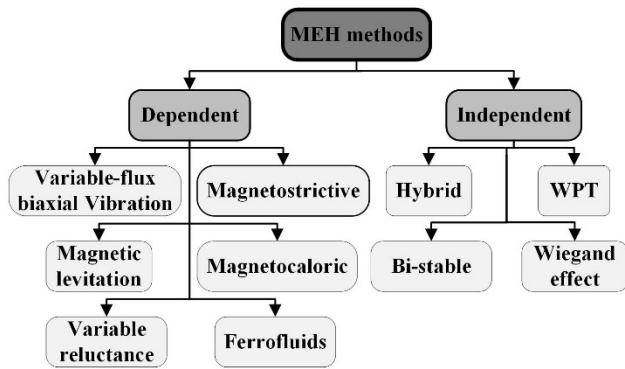 MEH methods
Dependent
Independent
Variable-flux
biaxial Vibration
Magnetostrictive
Hybrid
WPT
Magnetic
levitation
Magnetocaloric
Bi-stable
Wiegand
effect
Variable
reluctance
Ferrofluids